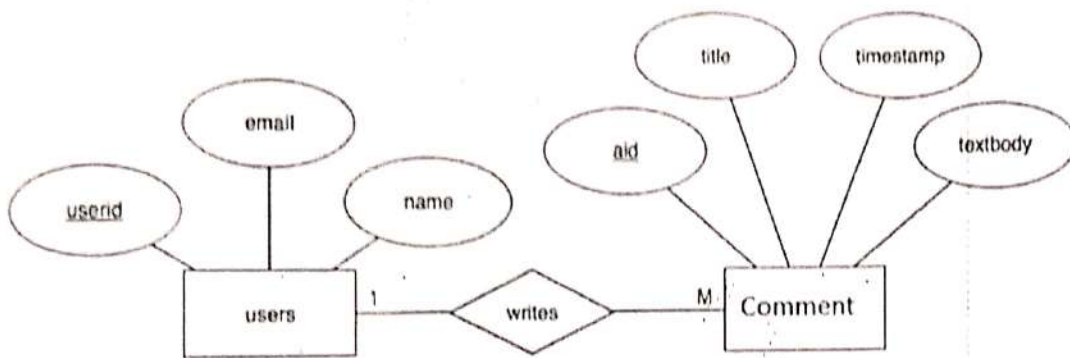 title
timestamp
email
aid
textbody
userid
name
users
1
writes
M
Comment